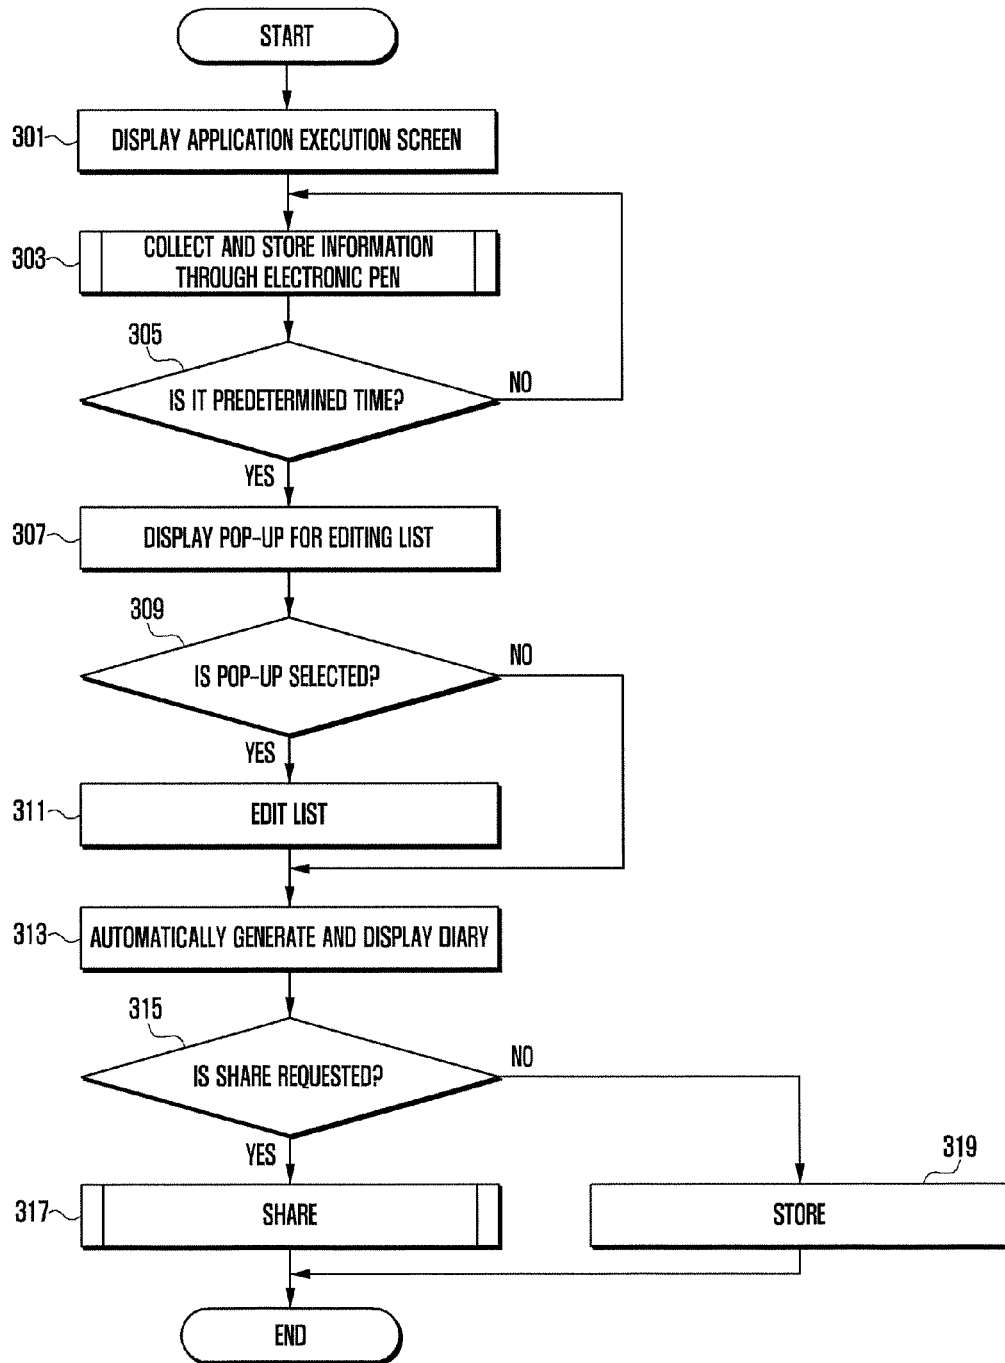 START
301
DISPLAY APPLICATION EXECUTION SCREEN
303
COLLECT AND STORE INFORMATION
THROUGH ELECTRONIC PEN
305
IS IT PREDETERMINED TIME?
NO
YES
307
DISPLAY POP-UP FOR EDITING LIST
309
IS POP-UP SELECTED?
NO
YES
311
EDIT LIST
313
AUTOMATICALLY GENERATE AND DISPLAY DIARY
315
IS SHARE REQUESTED?
NO
YES
317
SHARE
319
STORE
END